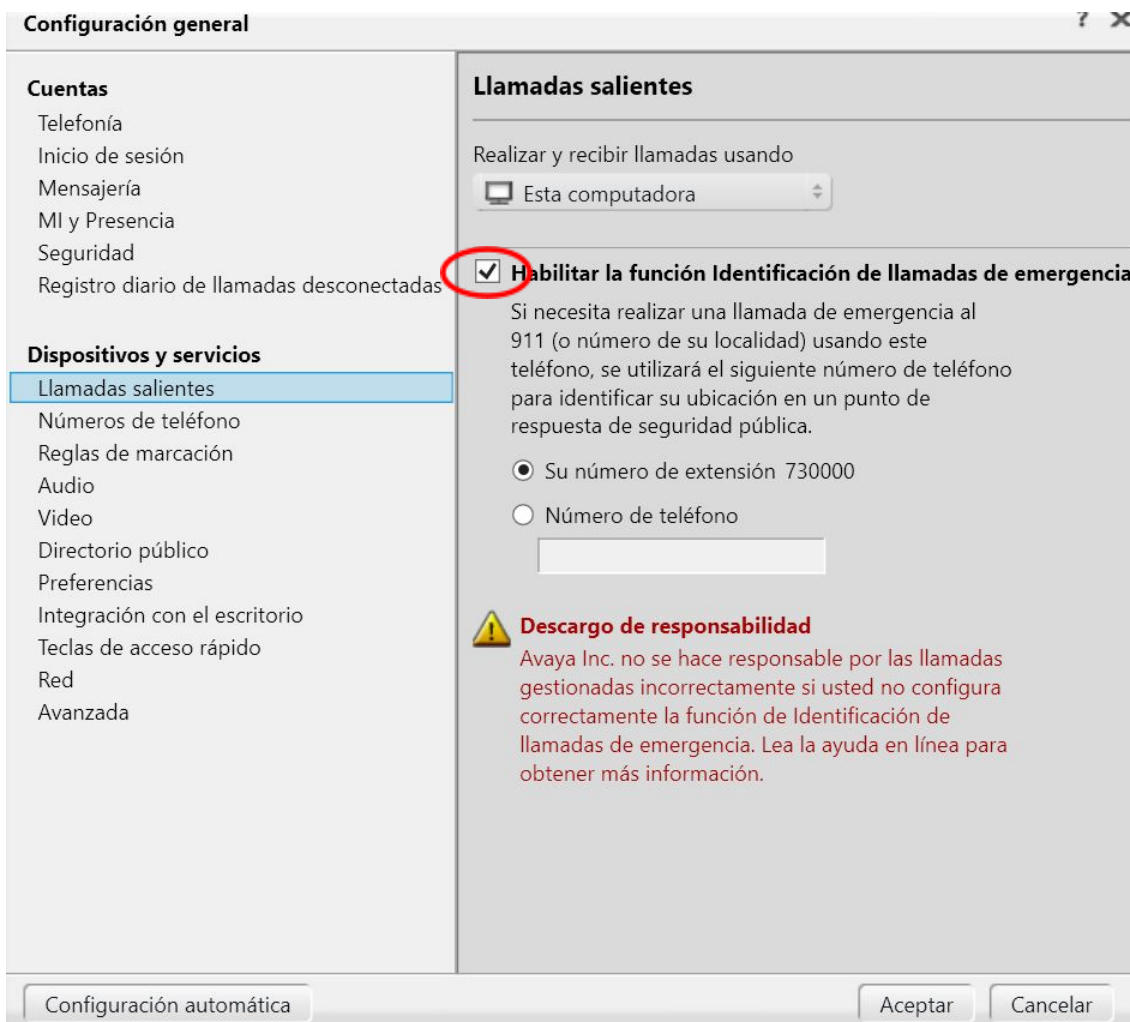 Configuración general
? X
Cuentas
Telefonía
Inicio de sesión
Mensajería
MI y Presencia
Seguridad
Registro diario de llamadas desconectadas
Dispositivos y servicios
Llamadas salientes
Números de teléfono
Reglas de marcación
Audio
Video
Directorio público
Preferencias
Integración con el escritorio
Teclas de acceso rápido
Red
Avanzada
Llamadas salientes
Realizar y recibir llamadas usando
Esta computadora
Habilitar la función Identificación de llamadas de emergencia
Si necesita realizar una llamada de emergencia al
911 (o número de su localidad) usando este
teléfono, se utilizará el siguiente número de teléfono
para identificar su ubicación en un punto de
respuesta de seguridad pública.
Su número de extensión 730000
Número de teléfono
Descargo de responsabilidad
Avaya Inc. no se hace responsable por las llamadas
gestionadas incorrectamente si usted no configura
correctamente la función de Identificación de
llamadas de emergencia. Lea la ayuda en línea para
obtener más información.
Configuración automática
Aceptar
Cancelar